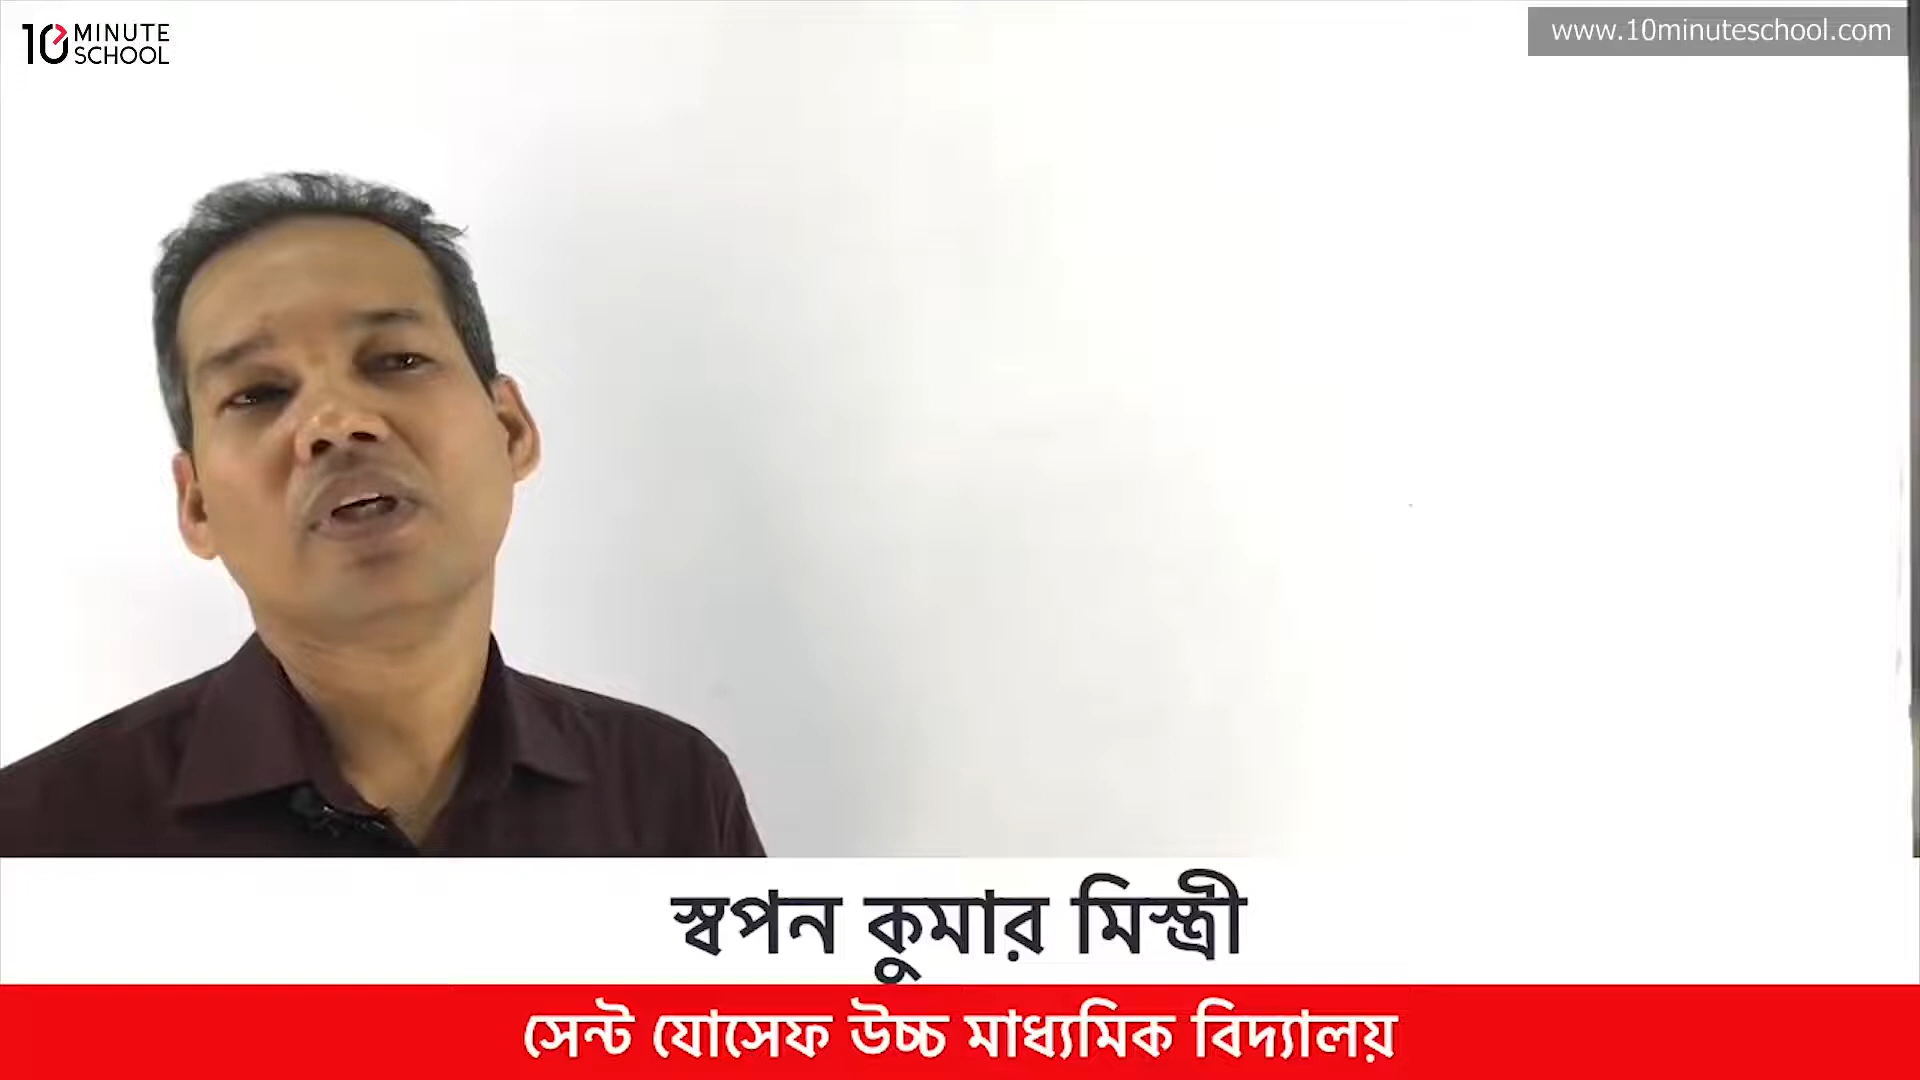 10 MINUTE SCHOOL
www.10minuteschool.com
স্বপন কুমার মিস্ত্রী
সেন্ট যোসেফ উচ্চ মাধ্যমিক বিদ্যালয়